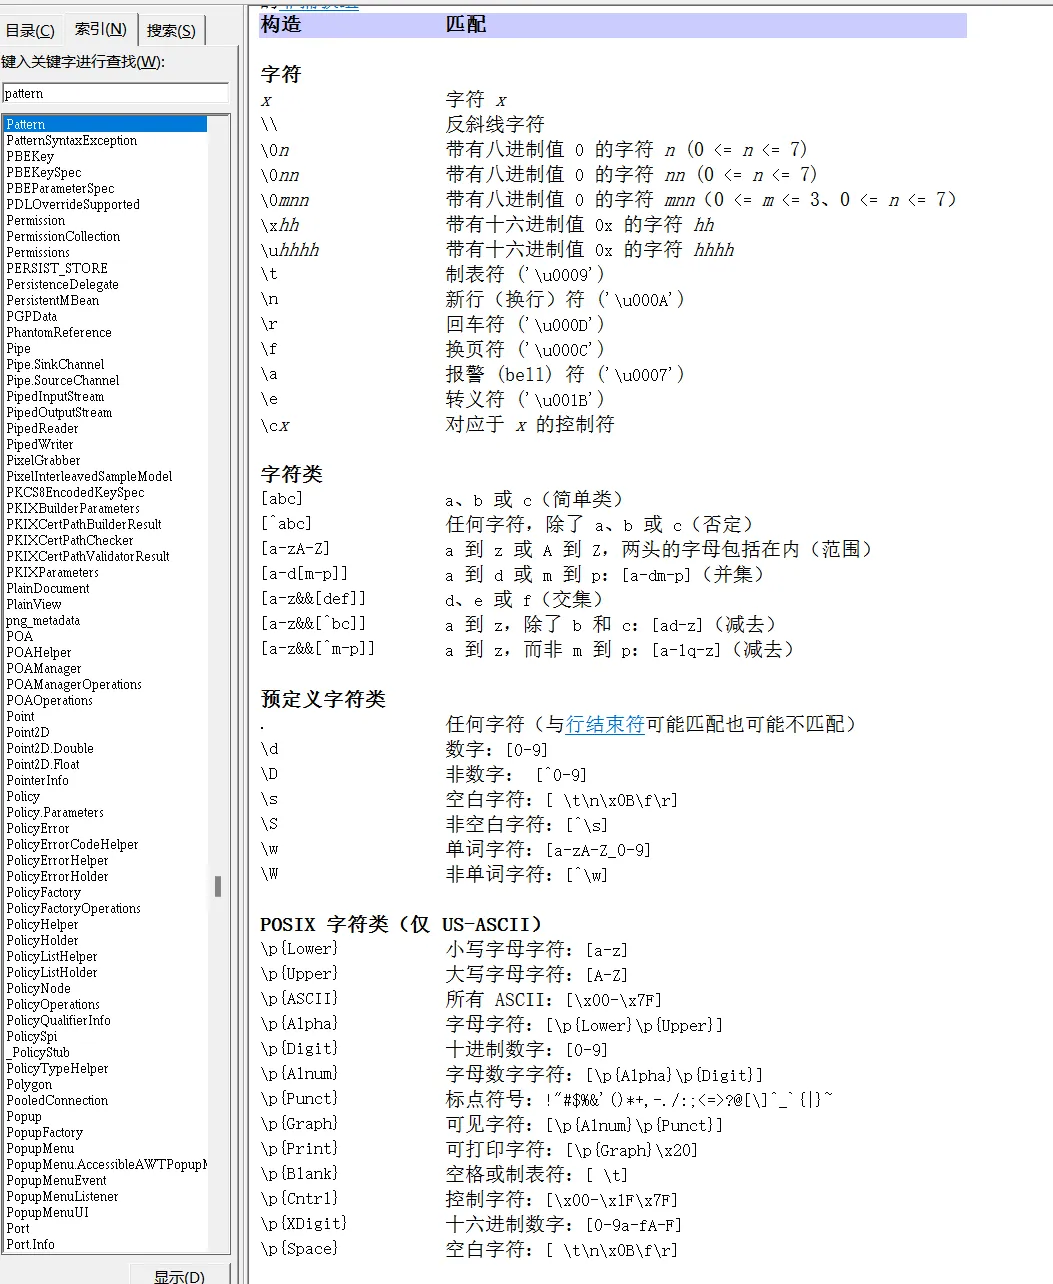 目录(C) 索引(N) 搜索(S)
键入关键字进行查找(W):
pattern
Pattern
PatternSyntaxException
PBEKey
PBEKeySpec
PBEParameterSpec
PDLOverrideSupported
Permission
PermissionCollection
Permissions
PERSIST_STORE
PersistenceDelegate
PersistentMBean
PGPData
PhantomReference
Pipe
Pipe.SinkChannel
Pipe.SourceChannel
PipedInputStream
PipedOutputStream
PipedReader
PipedWriter
PixelGrabber
PixelInterleavedSampleModel
PKCS8EncodedKeySpec
PKIXBuilderParameters
PKIXCertPathBuilderResult
PKIXCertPathChecker
PKIXCertPathValidatorResult
PKIXParameters
PlainDocument
PlainView
png_metadata
POA
POAHelper
POAManager
POAManagerOperations
POAOperations
Point
Point2D
Point2D.Double
Point2D.Float
PointerInfo
Policy
Policy.Parameters
PolicyError
PolicyErrorCodeHelper
PolicyErrorHelper
PolicyErrorHolder
PolicyFactory
PolicyFactoryOperations
PolicyHelper
PolicyHolder
PolicyListHelper
PolicyListHolder
PolicyNode
PolicyOperations
PolicyQualifierInfo
PolicySpi
_PolicyStub
PolicyTypeHelper
Polygon
PooledConnection
Popup
PopupFactory
PopupMenu
PopupMenu.AccessibleAWTPopupM
PopupMenuEvent
PopupMenuListener
PopupMenuUI
Port
Port.Info
显示(D)
构造 匹配
字符
x 字符 x
\\ 反斜线字符
\0n 带有八进制值 0 的字符 n (0 <= n <= 7)
\0nn 带有八进制值 0 的字符 nn (0 <= n <= 7)
\0mnn 带有八进制值 0 的字符 mnn（0 <= m <= 3、0 <= n <= 7）
\xhh 带有十六进制值 0x 的字符 hh
\uhhhh 带有十六进制值 0x 的字符 hhhh
\t 制表符 ('\u0009')
\n 新行（换行）符 ('\u000A')
\r 回车符 ('\u000D')
\f 换页符 ('\u000C')
\a 报警 (bell) 符 ('\u0007')
\e 转义符 ('\u001B')
\cx 对应于 x 的控制符
字符类
[abc] a、b 或 c（简单类）
[^abc] 任何字符，除了 a、b 或 c（否定）
[a-zA-Z] a 到 z 或 A 到 Z，两头的字母包括在内（范围）
[a-d[m-p]] a 到 d 或 m 到 p：[a-dm-p]（并集）
[a-z&&[def]] d、e 或 f（交集）
[a-z&&[^bc]] a 到 z，除了 b 和 c：[ad-z]（减去）
[a-z&&[^m-p]] a 到 z，而非 m 到 p：[a-lq-z]（减去）
预定义字符类
. 任何字符（与行结束符可能匹配也可能不匹配）
\d 数字：[0-9]
\D 非数字： [^0-9]
\s 空白字符：[ \t\n\x0B\f\r]
\S 非空白字符：[^\s]
\w 单词字符：[a-zA-Z_0-9]
\W 非单词字符：[^\w]
POSIX 字符类（仅 US-ASCII）
\p{Lower} 小写字母字符：[a-z]
\p{Upper} 大写字母字符：[A-Z]
\p{ASCII} 所有 ASCII：[\x00-\x7F]
\p{Alpha} 字母字符：[\p{Lower}\p{Upper}]
\p{Digit} 十进制数字：[0-9]
\p{Alnum} 字母数字字符：[\p{Alpha}\p{Digit}]
\p{Punct} 标点符号：!"#$%&'()*+,-./:;<=>?@[\]^_`{|}~
\p{Graph} 可见字符：[\p{Alnum}\p{Punct}]
\p{Print} 可打印字符：[\p{Graph}\x20]
\p{Blank} 空格或制表符：[ \t]
\p{Cntrl} 控制字符：[\x00-\x1F\x7F]
\p{XDigit} 十六进制数字：[0-9a-fA-F]
\p{Space} 空白字符：[ \t\n\x0B\f\r]